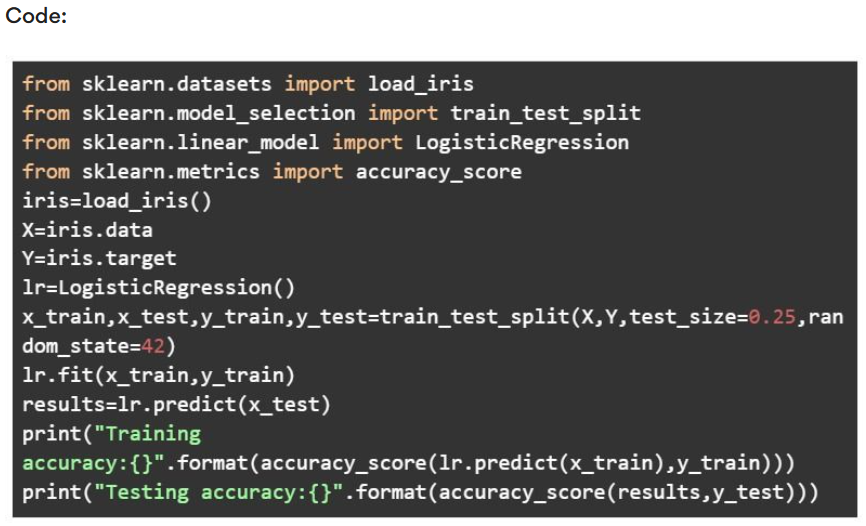 Code:
from sklearn.datasets import load_iris
from sklearn.model_selection import train_test_split
from sklearn.linear_model import LogisticRegression
from sklearn.metrics import accuracy_score
iris=load_iris()
X=iris.data
Y=iris.target
lr=LogisticRegression()
x_train,x_test,y_train,y_test=train_test_split(X,Y,test_size=0.25,ran
dom_state=42)
lr.fit(x_train,y_train)
results=lr.predict(x_test)
print("Training
accuracy:{}".format(accuracy_score(lr.predict(x_train),y_train)))
print("Testing accuracy:{}".format(accuracy_score(results,y_test)))